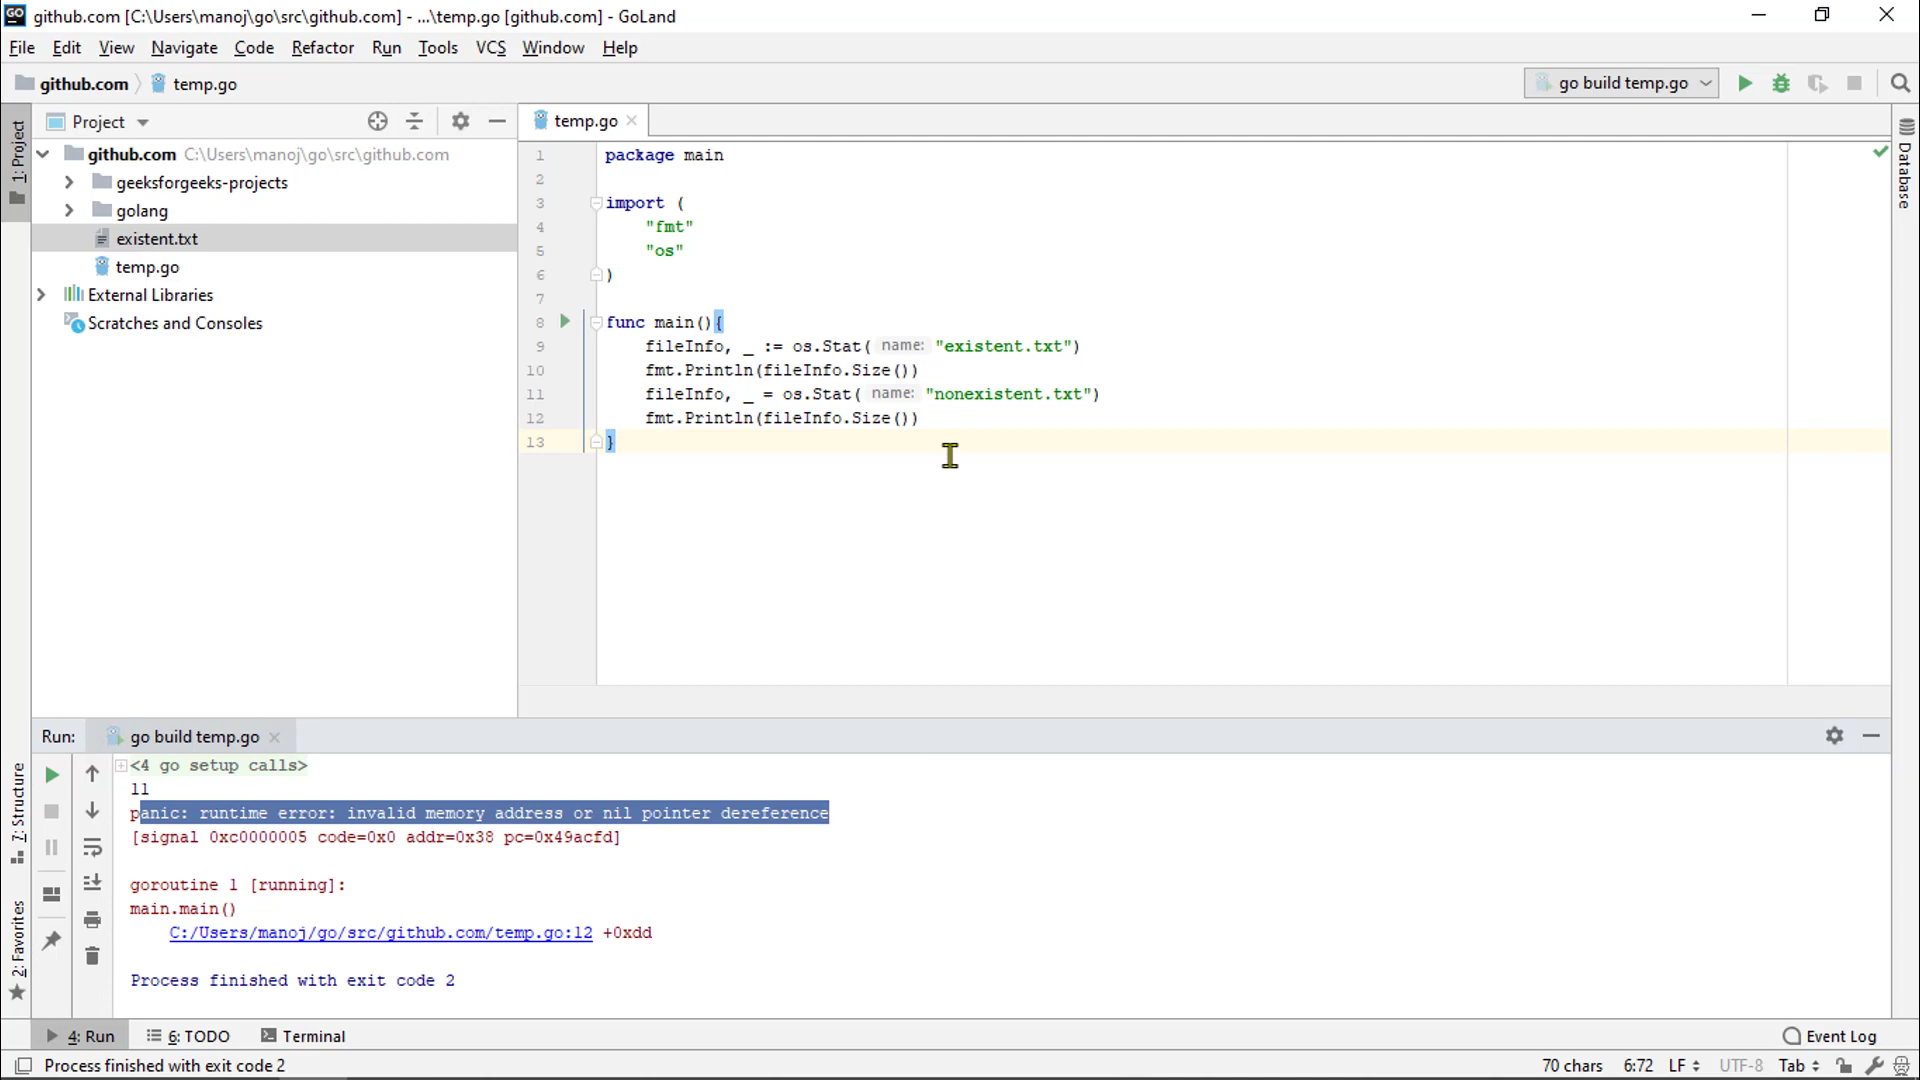 github.com [C:\Users\manoj\go\src\github.com] - ...\temp.go [github.com] - GoLand
File Edit View Navigate Code Refactor Run Tools VCS Window Help
github.com temp.go go build temp.go
Project
temp.go
1: Project
github.com C:\Users\manoj\go\src\github.com
geeksforgeeks-projects
golang
existent.txt
temp.go
External Libraries
Scratches and Consoles
1 package main
2
3 import (
4 "fmt"
5 "os"
6 )
7
8 func main(){
9 fileInfo, _ := os.Stat( name: "existent.txt")
10 fmt.Println(fileInfo.Size())
11 fileInfo, _ = os.Stat( name: "nonexistent.txt")
12 fmt.Println(fileInfo.Size())
13 }
Database
Run: go build temp.go
<4 go setup calls>
11
panic: runtime error: invalid memory address or nil pointer dereference
[signal 0xc0000005 code=0x0 addr=0x38 pc=0x49acfd]
goroutine 1 [running]:
main.main()
C:/Users/manoj/go/src/github.com/temp.go:12 +0xdd
Process finished with exit code 2
7: Structure
2: Favorites
4: Run 6: TODO Terminal Event Log
Process finished with exit code 2 70 chars 6:72 LF UTF-8 Tab